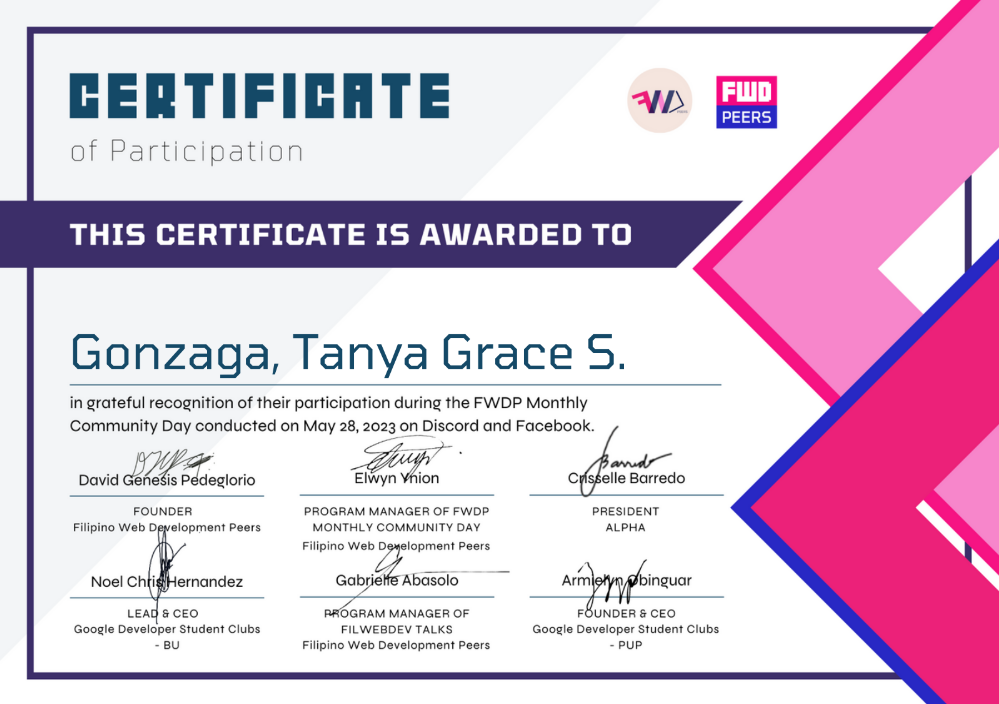 CERTIFICATE
of Participation
FWD
FWD
PEERS
THIS CERTIFICATE IS AWARDED TO
Gonzaga, Tanya Grace S.
in grateful recognition of their participation during the FWDP Monthly
Community Day conducted on May 28, 2023 on Discord and Facebook.
David Genesis Pedeglorio
FOUNDER
Filipino Web Development Peers
Elwyn Ynion
PROGRAM MANAGER OF FWDP
MONTHLY COMMUNITY DAY
Filipino Web Development Peers
Barredo
Crisselle Barredo
PRESIDENT
ALPHA
Noel Chris Hernandez
LEAD & CEO
Google Developer Student Clubs
- BU
Gabrielle Abasolo
PROGRAM MANAGER OF
FILWEBDEV TALKS
Filipino Web Development Peers
Obinguar
FOUNDER & CEO
Google Developer Student Clubs
- PUP